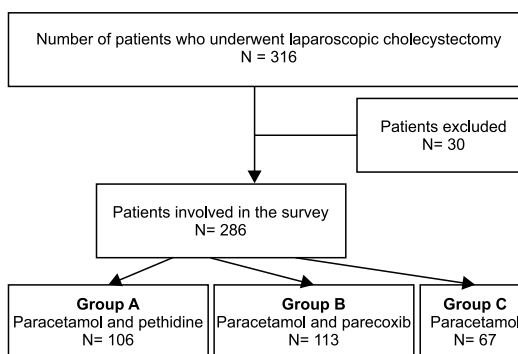 Number of patients who underwent laparoscopic cholecystectomy
N = 316
Patients excluded
N= 30
Patients involved in the survey
N= 286
Group A
Paracetamol and pethidine
N= 106
Group B
Paracetamol and parecoxib
N= 113
Group C
Paracetamol
N= 67